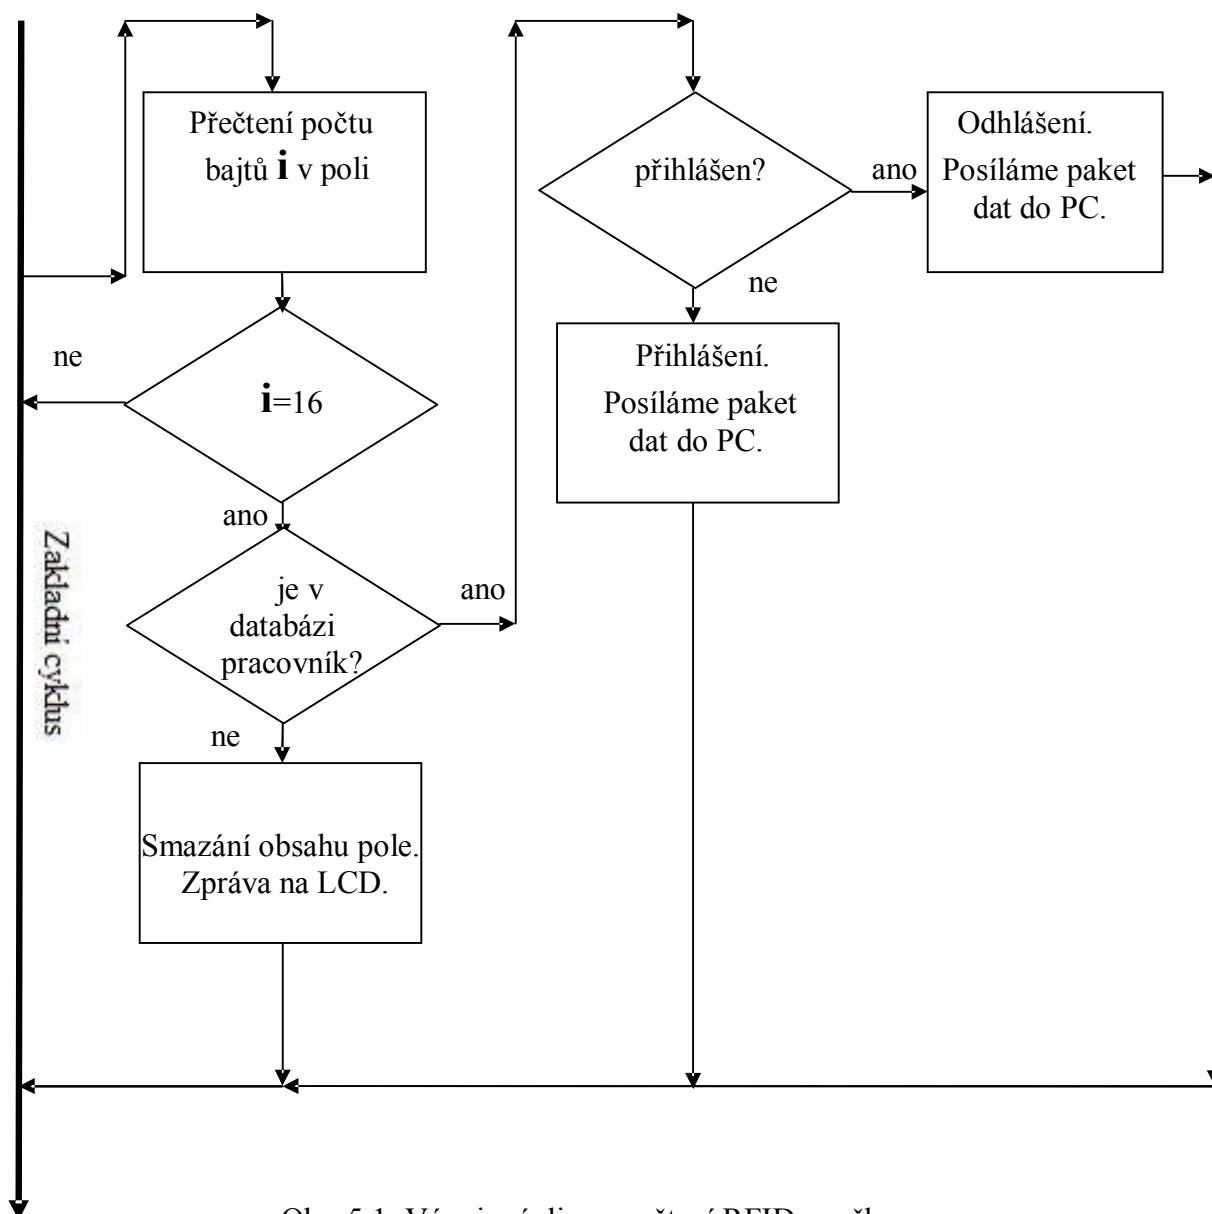 Přečtení počtu
bajtů i v poli
ne
i=16
ano
je v
databázi
pracovník?
ano
ne
Smazání obsahu pole.
Zpráva na LCD.
Zakladni cyklus
přihlášen?
ano
ne
Odhlášení.
Posíláme paket
dat do PC.
Přihlášení.
Posíláme paket
dat do PC.